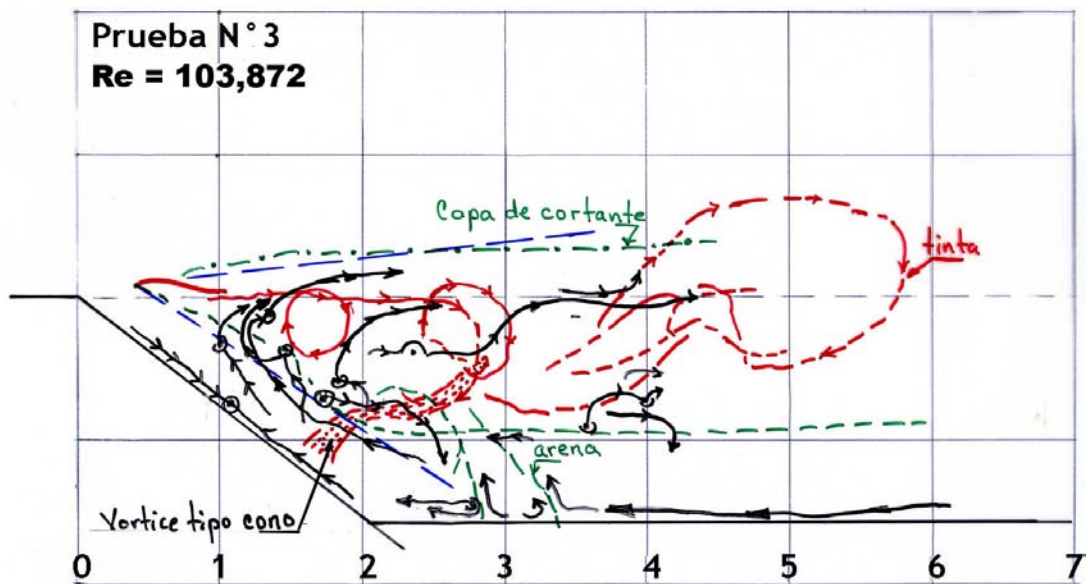 Prueba N°3
Re = 103,872
Copa de cortante
tinta
arena
Vortice tipo cono
0 1 2 3 4 5 6 7